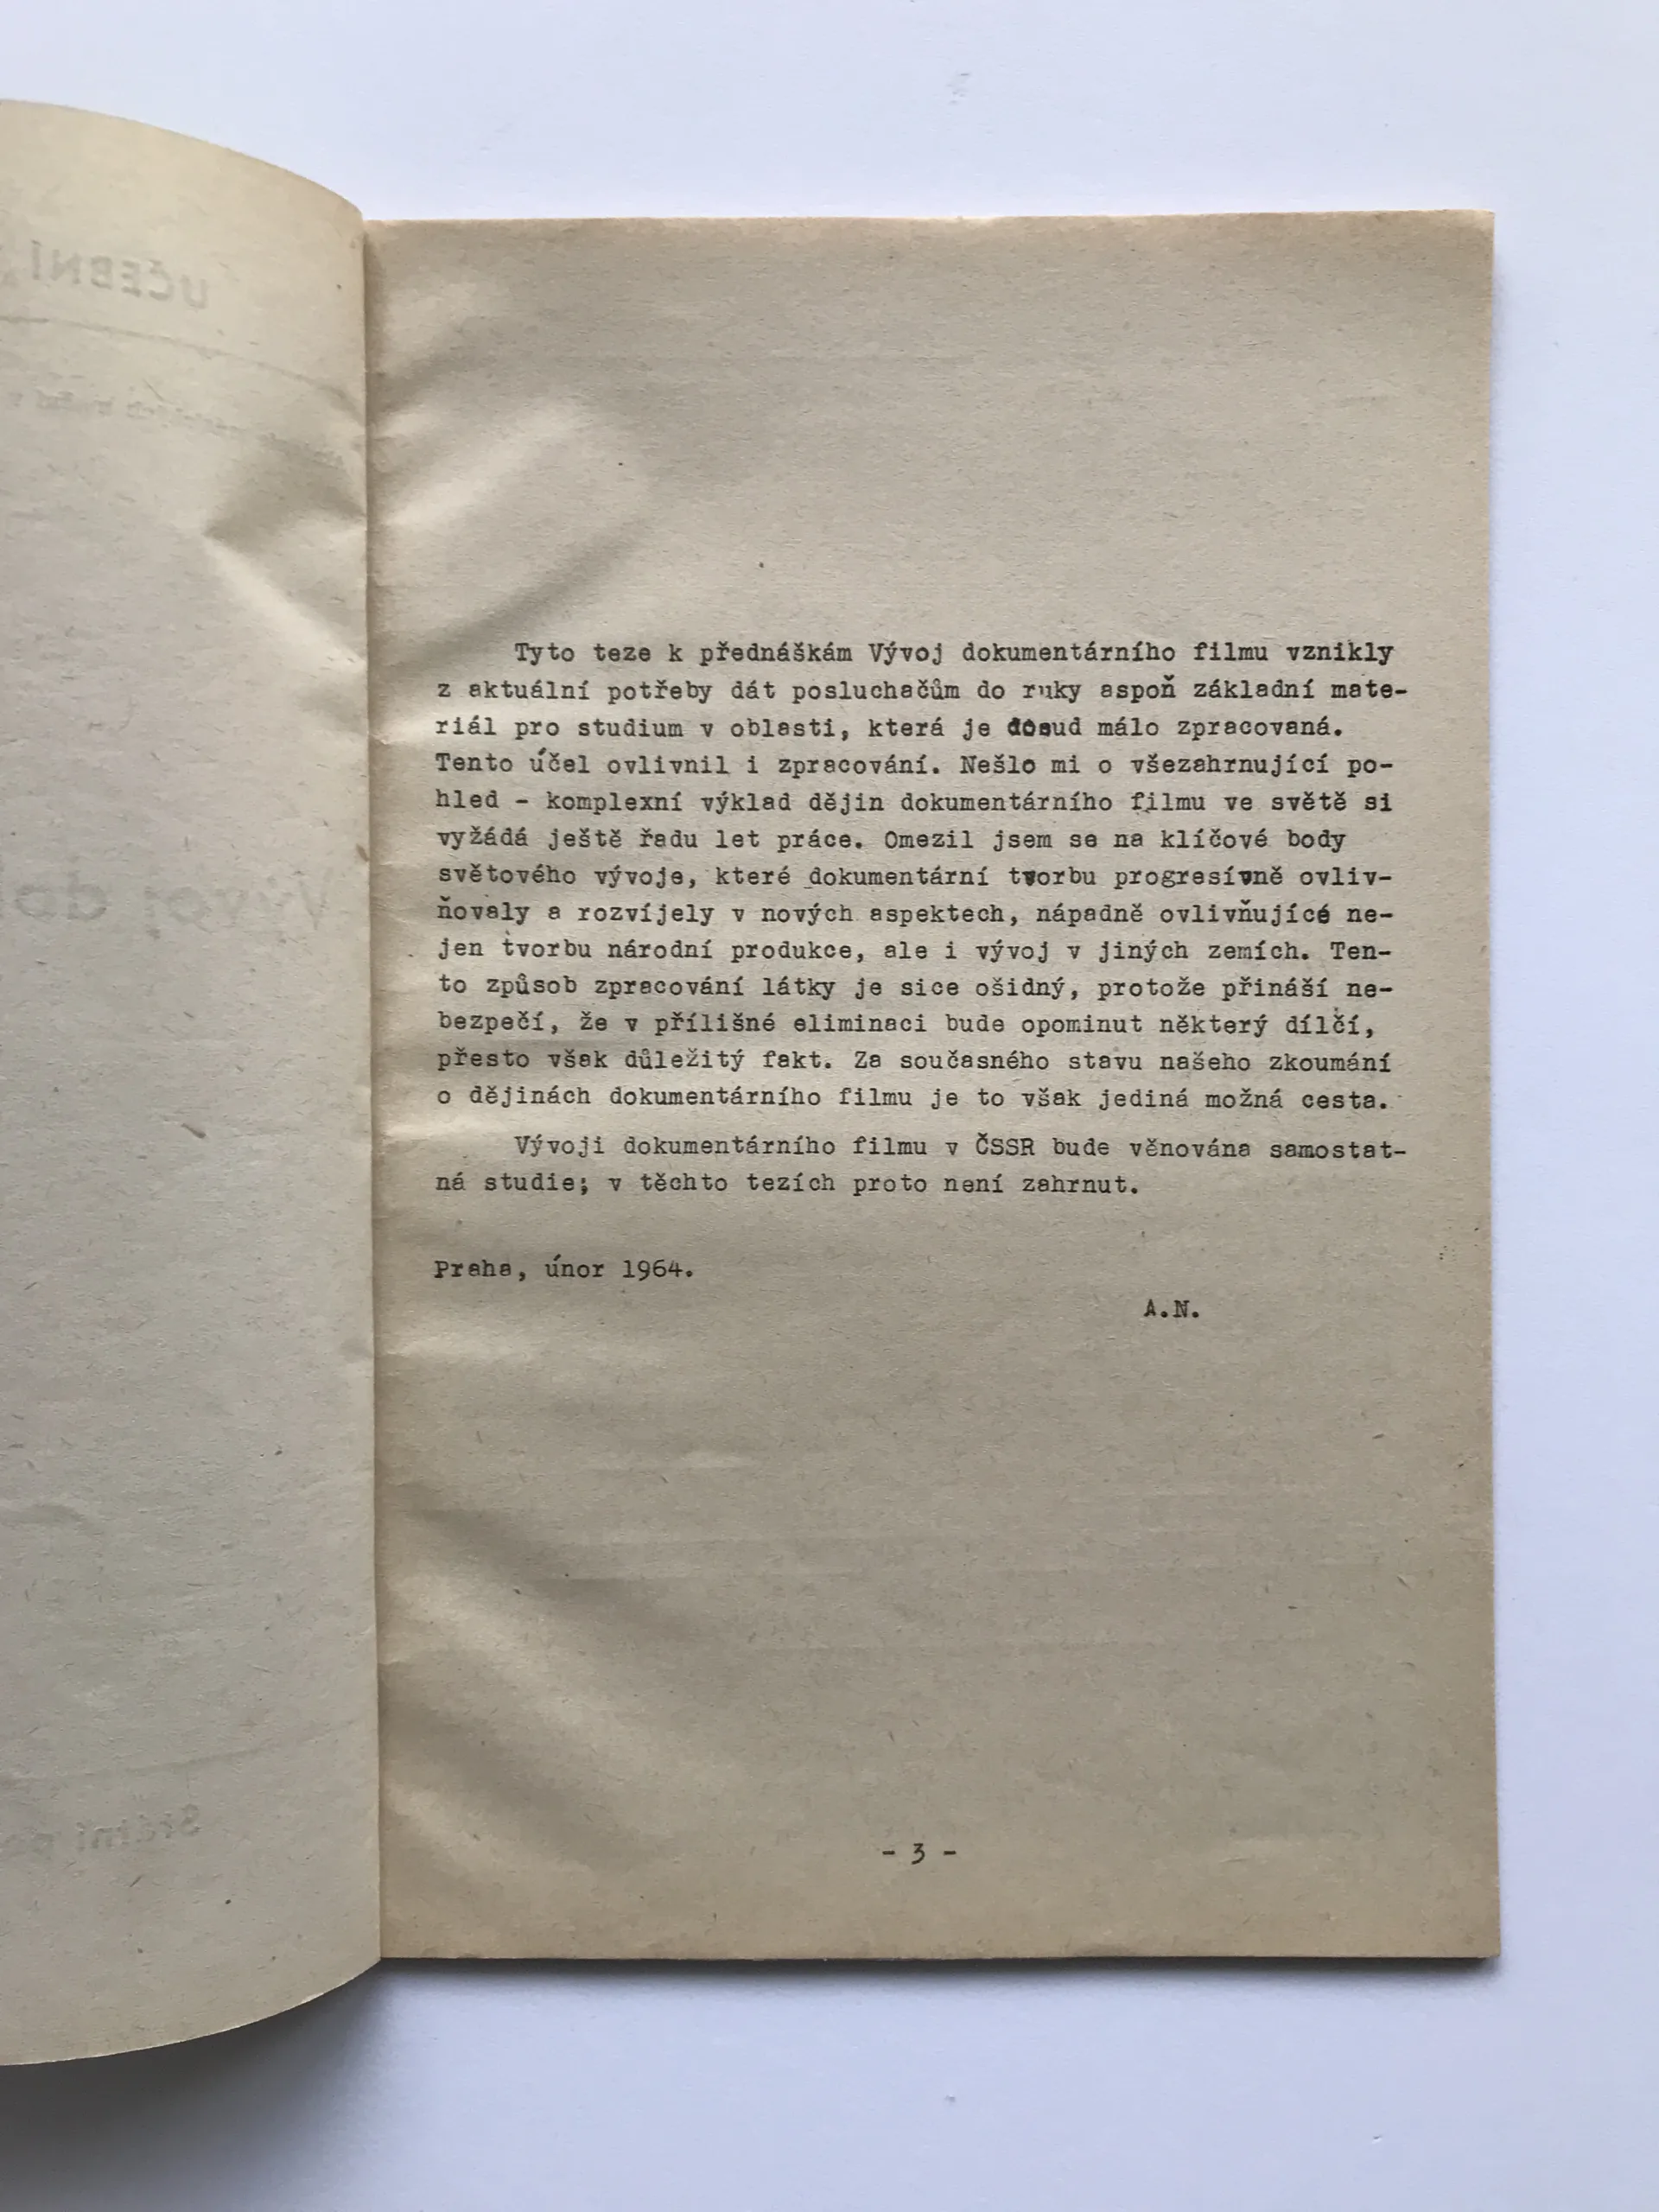 UČEBNÍ
Tyto teze k přednáškám Vývoj dokumentárního filmu vznikly
z aktuální potřeby dát posluchačům do ruky aspoň základní mate-
riál pro studium v oblasti, která je dosud málo zpracovaná.
Tento účel ovlivnil i zpracování. Nešlo mi o všezahrnující po-
hled - komplexní výklad dějin dokumentárního filmu ve světě si
vyžádá ještě řadu let práce. Omezil jsem se na klíčové body
světového vývoje, které dokumentární tvorbu progresívně ovliv-
ňovaly a rozvíjely v nových aspektech, nápadně ovlivňující ne-
jen tvorbu národní produkce, ale i vývoj v jiných zemích. Ten-
to způsob zpracování látky je sice ošidný, protože přináší ne-
bezpečí, že v přílišné eliminaci bude opominut některý dílčí,
přesto však důležitý fakt. Za současného stavu našeho zkoumání
o dějinách dokumentárního filmu je to však jediná možná cesta.
Vývoji dokumentárního filmu v ČSSR bude věnována samostat-
ná studie; v těchto tezích proto není zahrnut.
Praha, únor 1964.
A.N.
- 3 -